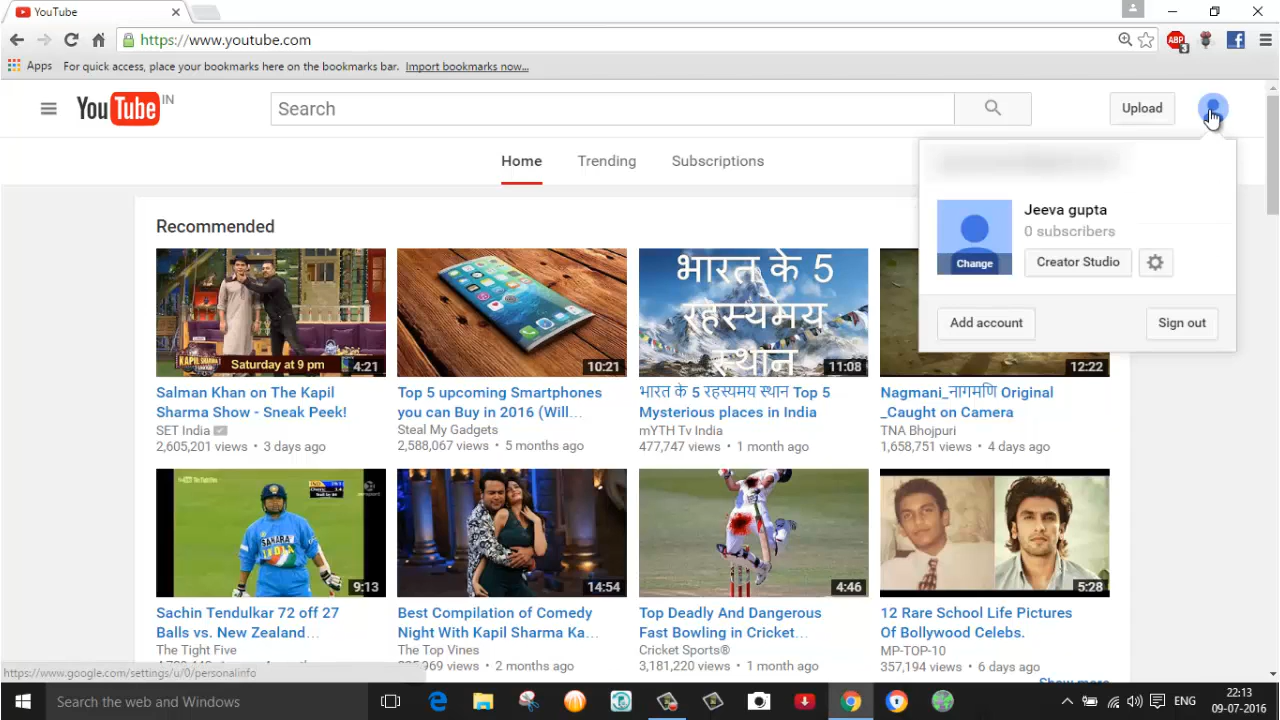 YouTube
https://www.youtube.com
ABP
3
Apps For quick access, place your bookmarks here on the bookmarks bar. Import bookmarks now...
YouTube IN
Search
Upload
Home Trending Subscriptions
Jeeva gupta
0 subscribers
Change
Creator Studio
Add account
Sign out
Recommended
KAPIL SHARMA
Saturday at 9 pm
4:21
10:21
भारत के 5
रहस्यमय
स्थान
11:08
12:22
Salman Khan on The Kapil
Sharma Show - Sneak Peek!
SET India
2,605,201 views • 3 days ago
Top 5 upcoming Smartphones
you can Buy in 2016 (Will...
Steal My Gadgets
2,588,067 views • 5 months ago
भारत के 5 रहस्यमय स्थान Top 5
Mysterious places in India
mYTH Tv India
477,747 views • 1 month ago
Nagmani_नागमणि Original
_Caught on Camera
TNA Bhojpuri
1,658,751 views • 4 days ago
SAHARA
INDIA
9:13
14:54
4:46
5:28
Sachin Tendulkar 72 off 27
Balls vs. New Zealand...
The Tight Five
Best Compilation of Comedy
Night With Kapil Sharma Ka...
The Top Vines
2 months ago
Top Deadly And Dangerous
Fast Bowling in Cricket...
Cricket Sports®
3,181,220 views • 1 month ago
12 Rare School Life Pictures
Of Bollywood Celebs.
MP-TOP-10
357,194 views • 6 days ago
Show more
https://www.google.com/settings/u/0/personalinfo
Search the web and Windows
ENG
22:13
09-07-2016